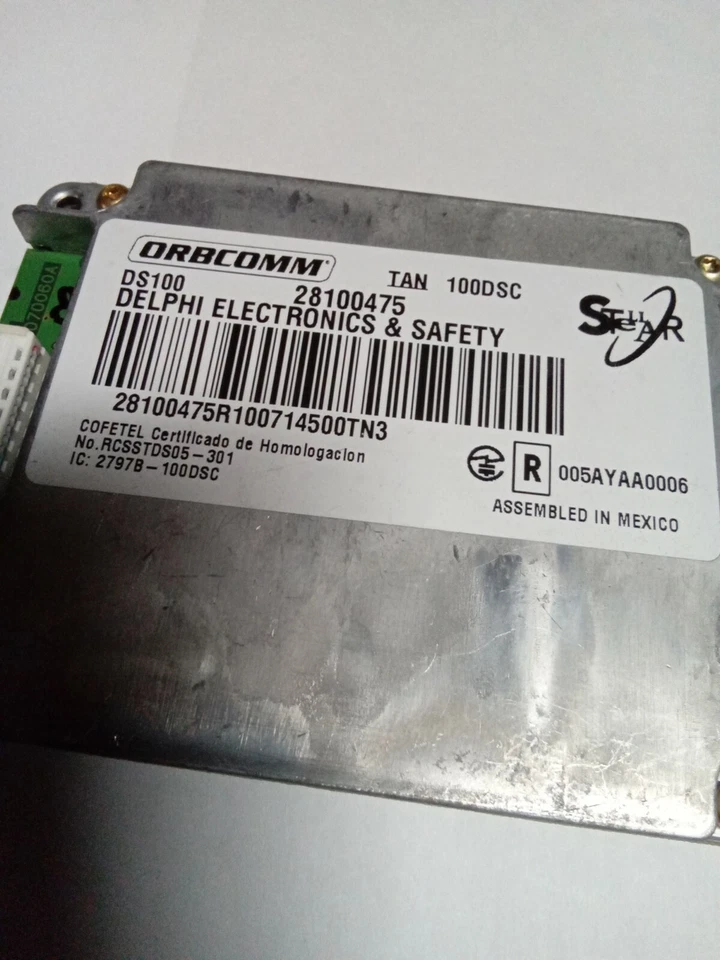 ORBCOMM
TAN 100DSC
DS100 28100475
DELPHI ELECTRONICS & SAFETY
STellAR
28100475R100714500TN3
COFETEL Certificado de Homologacion
No.RCSSTDS05-301
IC: 2797B-100DSC
R 005AYAA0006
ASSEMBLED IN MEXICO
070060A